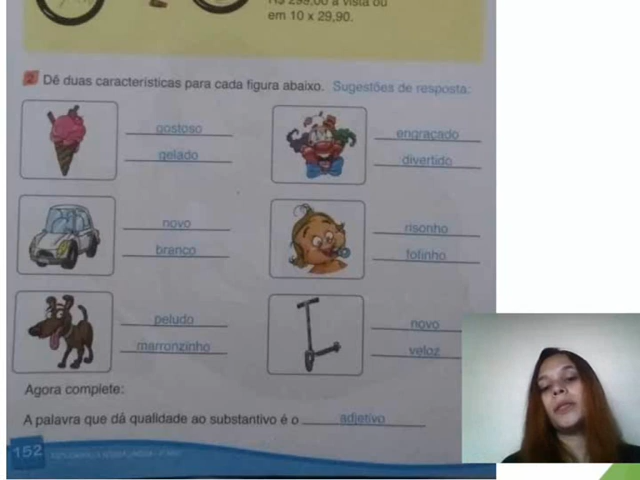 R$ 299,00 à vista ou
em 10 x 29,90.
2 Dê duas características para cada figura abaixo. Sugestões de resposta:
gostoso
gelado
engraçado
divertido
novo
branco
risonho
fofinho
peludo
marronzinho
novo
veloz
Agora complete:
A palavra que dá qualidade ao substantivo é o adjetivo
152